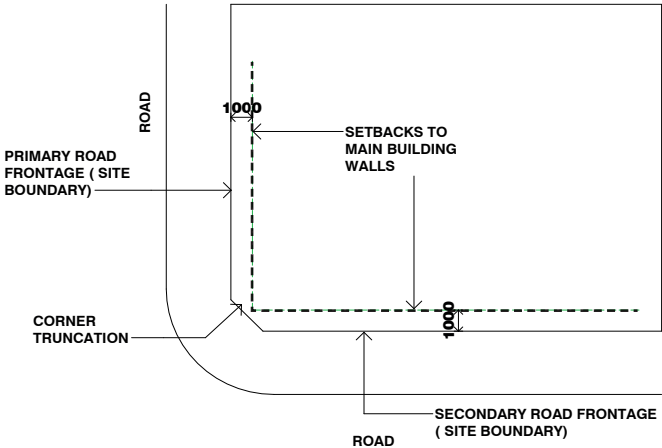 ROAD
1000
SETBACKS TO
MAIN BUILDING
WALLS
PRIMARY ROAD
FRONTAGE ( SITE
BOUNDARY)
1000
CORNER
TRUNCATION
SECONDARY ROAD FRONTAGE
( SITE BOUNDARY)
ROAD